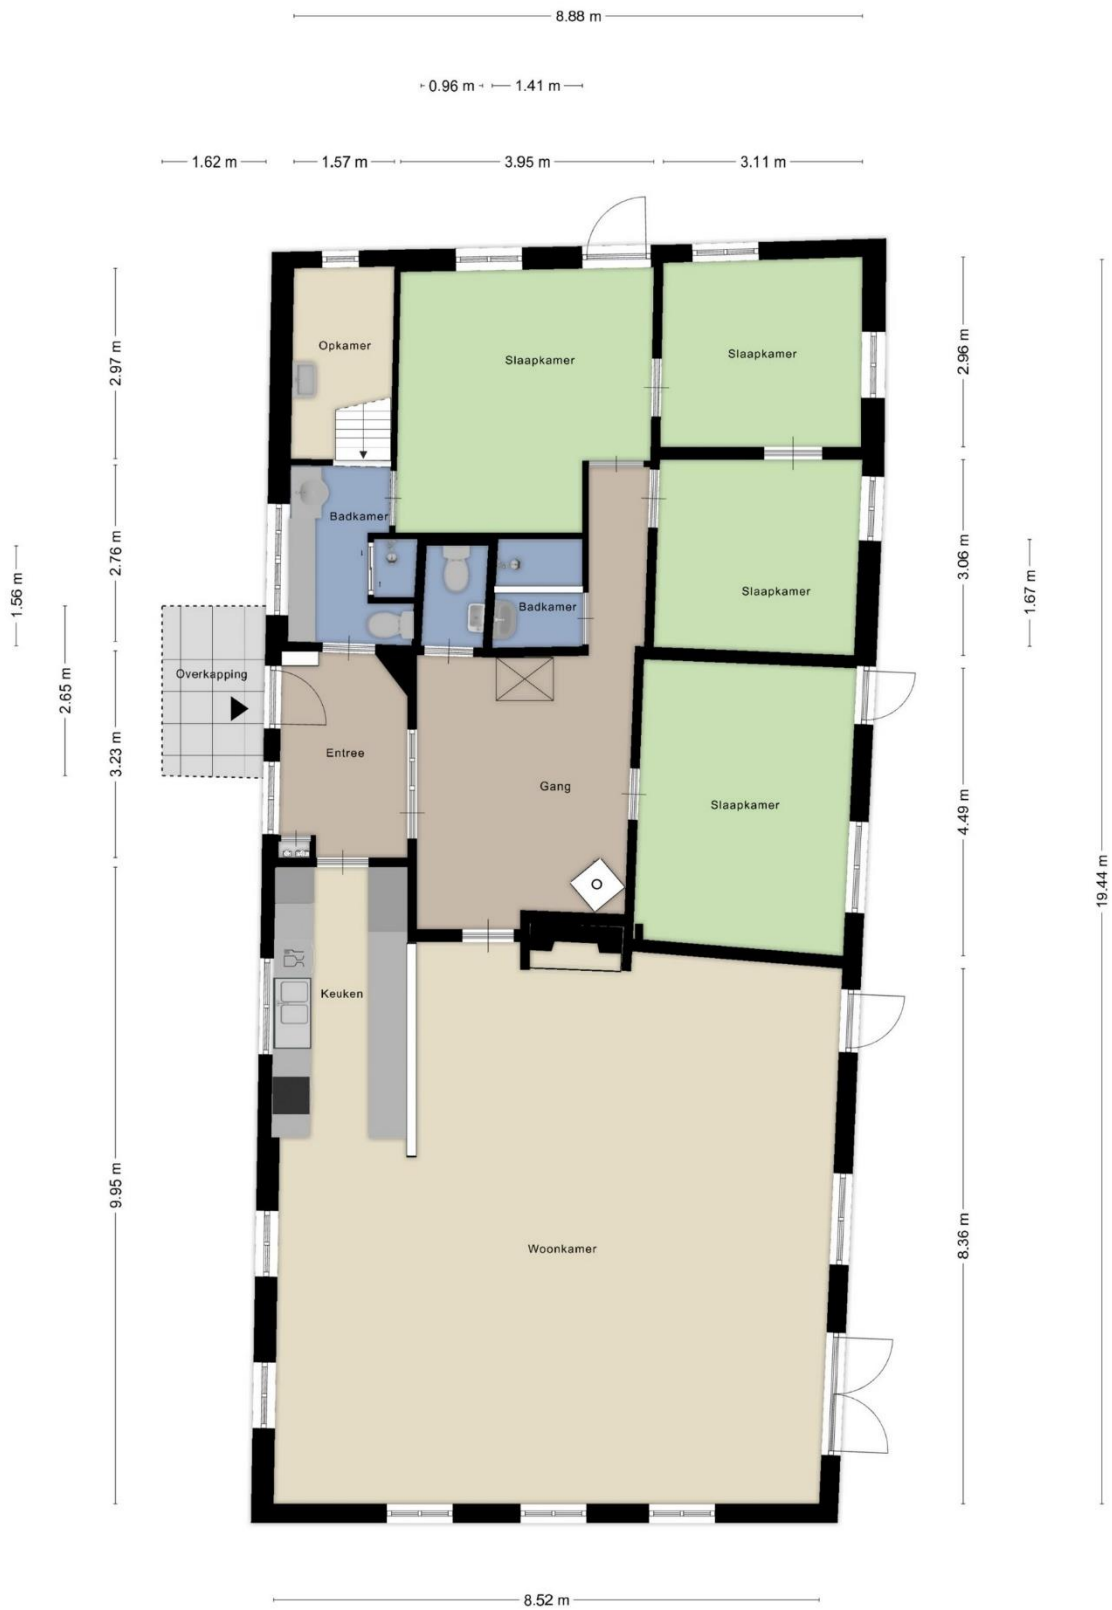 8.88 m
0.96 m
1.41 m
1.62 m
1.57 m
3.95 m
3.11 m
Opkamer
Slaapkamer
Slaapkamer
2.97 m
2.96 m
Badkamer
2.76 m
3.06 m
1.56 m
1.67 m
Slaapkamer
Badkamer
Overkapping
2.65 m
3.23 m
Entree
Gang
Slaapkamer
4.49 m
19.44 m
Keuken
9.95 m
8.36 m
Woonkamer
8.52 m